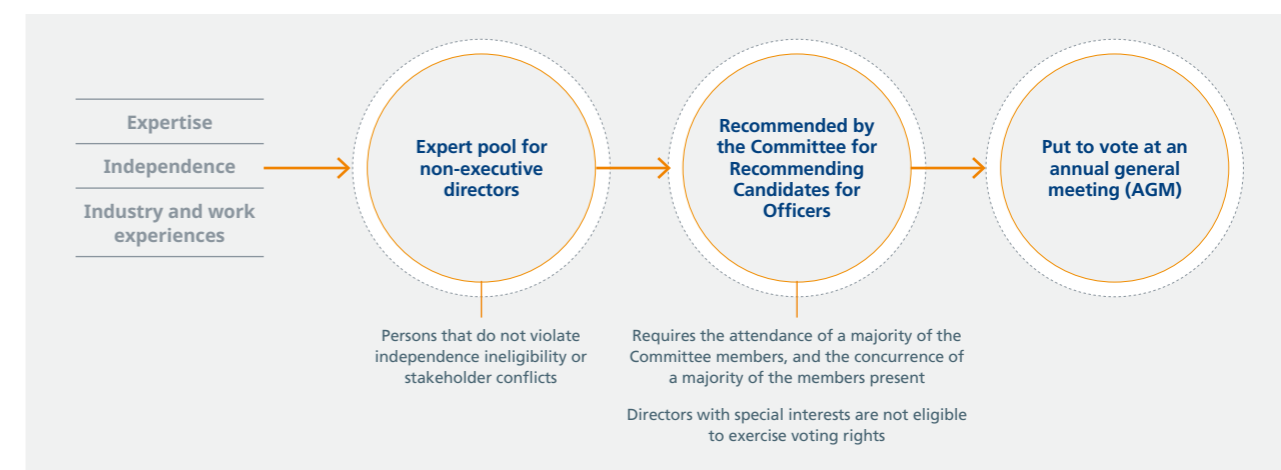 Expertise
Independence
Industry and work
experiences
Expert pool for
non-executive
directors
Persons that do not violate
independence ineligibility or
stakeholder conflicts
Recommended by
the Committee for
Recommending
Candidates for
Officers
Requires the attendance of a majority of the
Committee members, and the concurrence of
a majority of the members present
Directors with special interests are not eligible
to exercise voting rights
Put to vote at an
annual general
meeting (AGM)